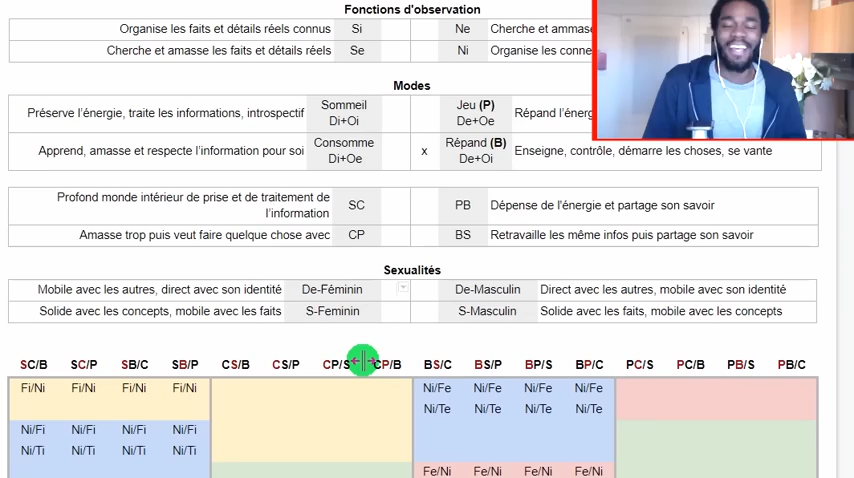 Fonctions d'observation
Organise les faits et détails réels connus Si Ne Cherche et ammas
Cherche et amasse les faits et détails réels Se Ni Organise les conne
Modes
Préserve l'énergie, traite les informations, introspectif Sommeil Di+Oi Jeu (P) De+Oe Répand l'éner
Apprend, amasse et respecte l'information pour soi Consomme Di+Oe x Répand (B) De+Oi Enseigne, contrôle, démarre les choses, se vante
Profond monde intérieur de prise et de traitement de
l'information SC PB Dépense de l'énergie et partage son savoir
Amasse trop puis veut faire quelque chose avec CP BS Retravaille les même infos puis partage son savoir
Sexualités
Mobile avec les autres, direct avec son identité De-Féminin De-Masculin Direct avec les autres, mobile avec son identité
Solide avec les concepts, mobile avec les faits S-Feminin S-Masculin Solide avec les faits, mobile avec les concepts
SC/B SC/P SB/C SB/P CS/B CS/P CP/S CP/B BS/C BS/P BP/S BP/C PC/S PC/B PB/S PB/C
Fi/Ni Fi/Ni Fi/Ni Fi/Ni Ni/Fe Ni/Fe Ni/Fe Ni/Fe
Ni/Te Ni/Te Ni/Te Ni/Te
Ni/Fi Ni/Fi Ni/Fi Ni/Fi
Ni/Ti Ni/Ti Ni/Ti Ni/Ti
Fe/Ni Fe/Ni Fe/Ni Fe/Ni